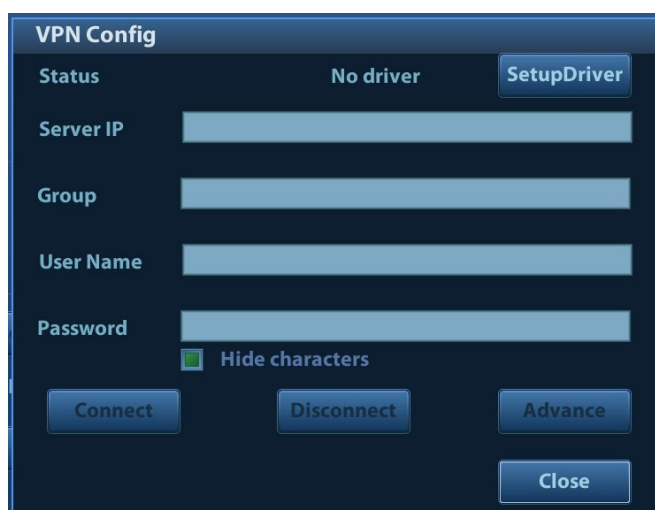 VPN Config
Status No driver SetupDriver
Server IP
Group
User Name
Password
Hide characters
Connect Disconnect Advance
Close